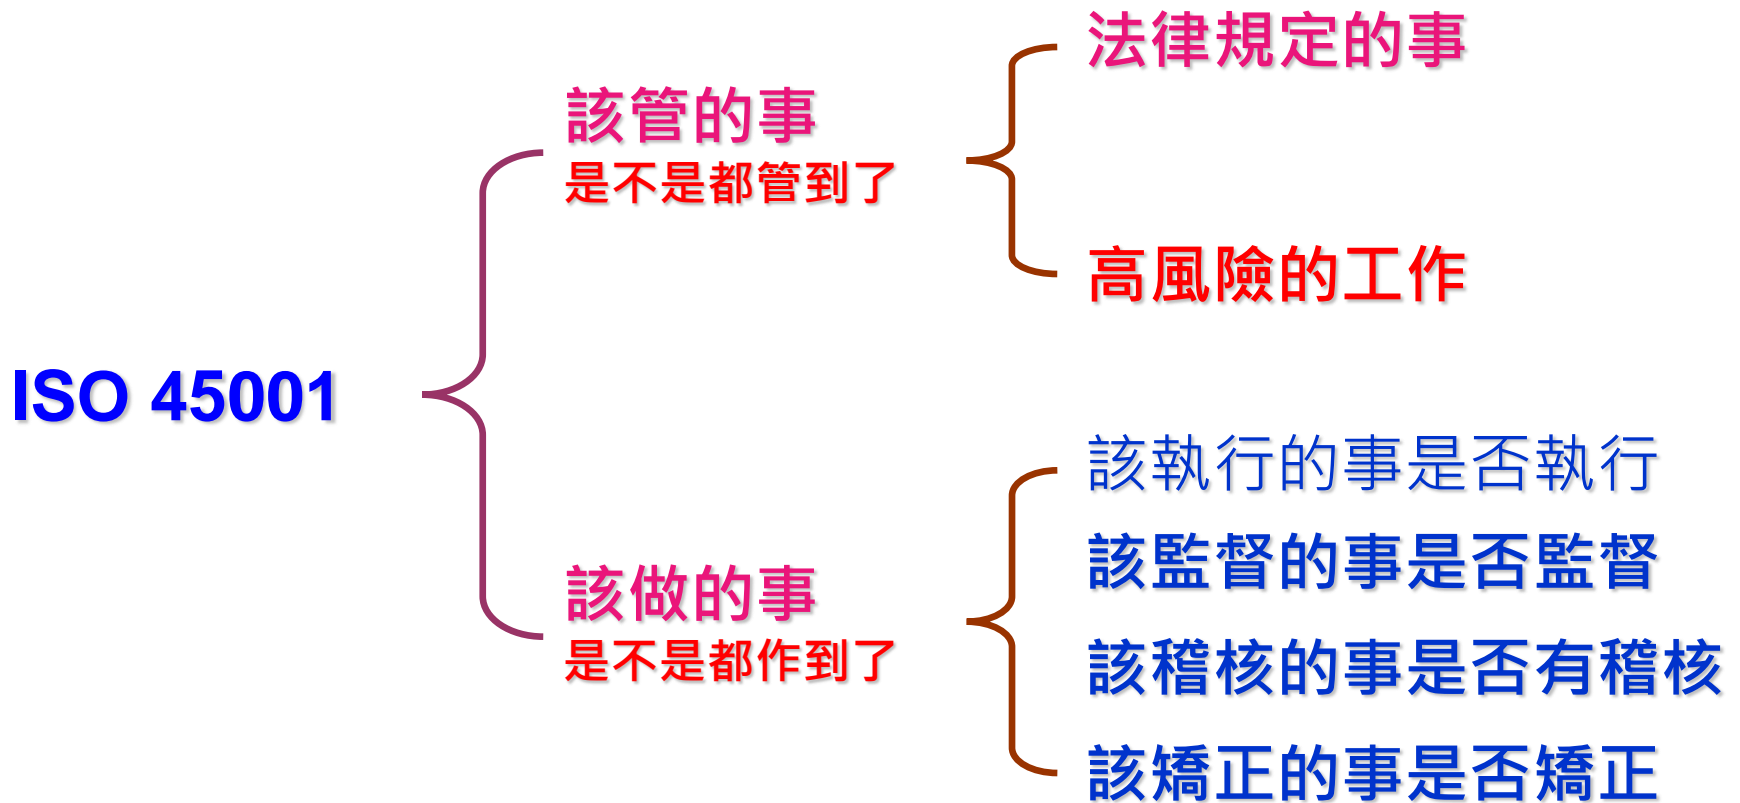 ISO 45001
該管的事
是不是都管到了
法律規定的事
高風險的工作
該做的事
是不是都作到了
該執行的事是否執行
該監督的事是否監督
該稽核的事是否有稽核
該矯正的事是否矯正